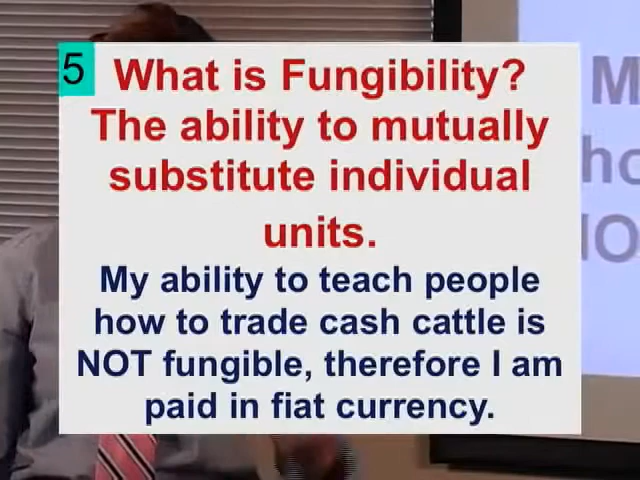 5
What is Fungibility?
The ability to mutually
substitute individual
units.
My ability to teach people
how to trade cash cattle is
NOT fungible, therefore I am
paid in fiat currency.